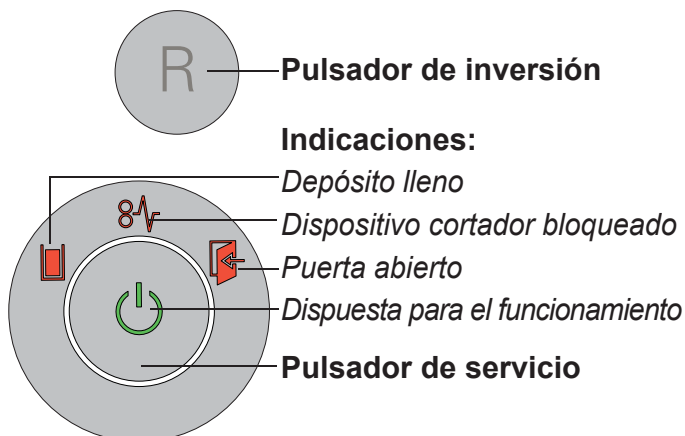 R
Pulsador de inversión
Indicaciones:
Depósito lleno
Dispositivo cortador bloqueado
Puerta abierto
Dispuesta para el funcionamiento
Pulsador de servicio